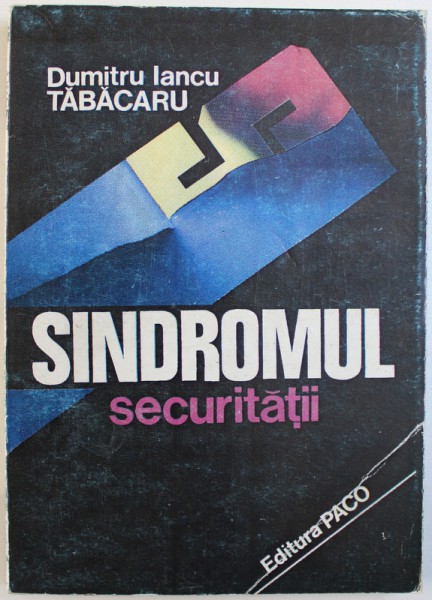 Dumitru Iancu
TĂBĂCARU
SINDROMUL
securităţii
Editura PACO